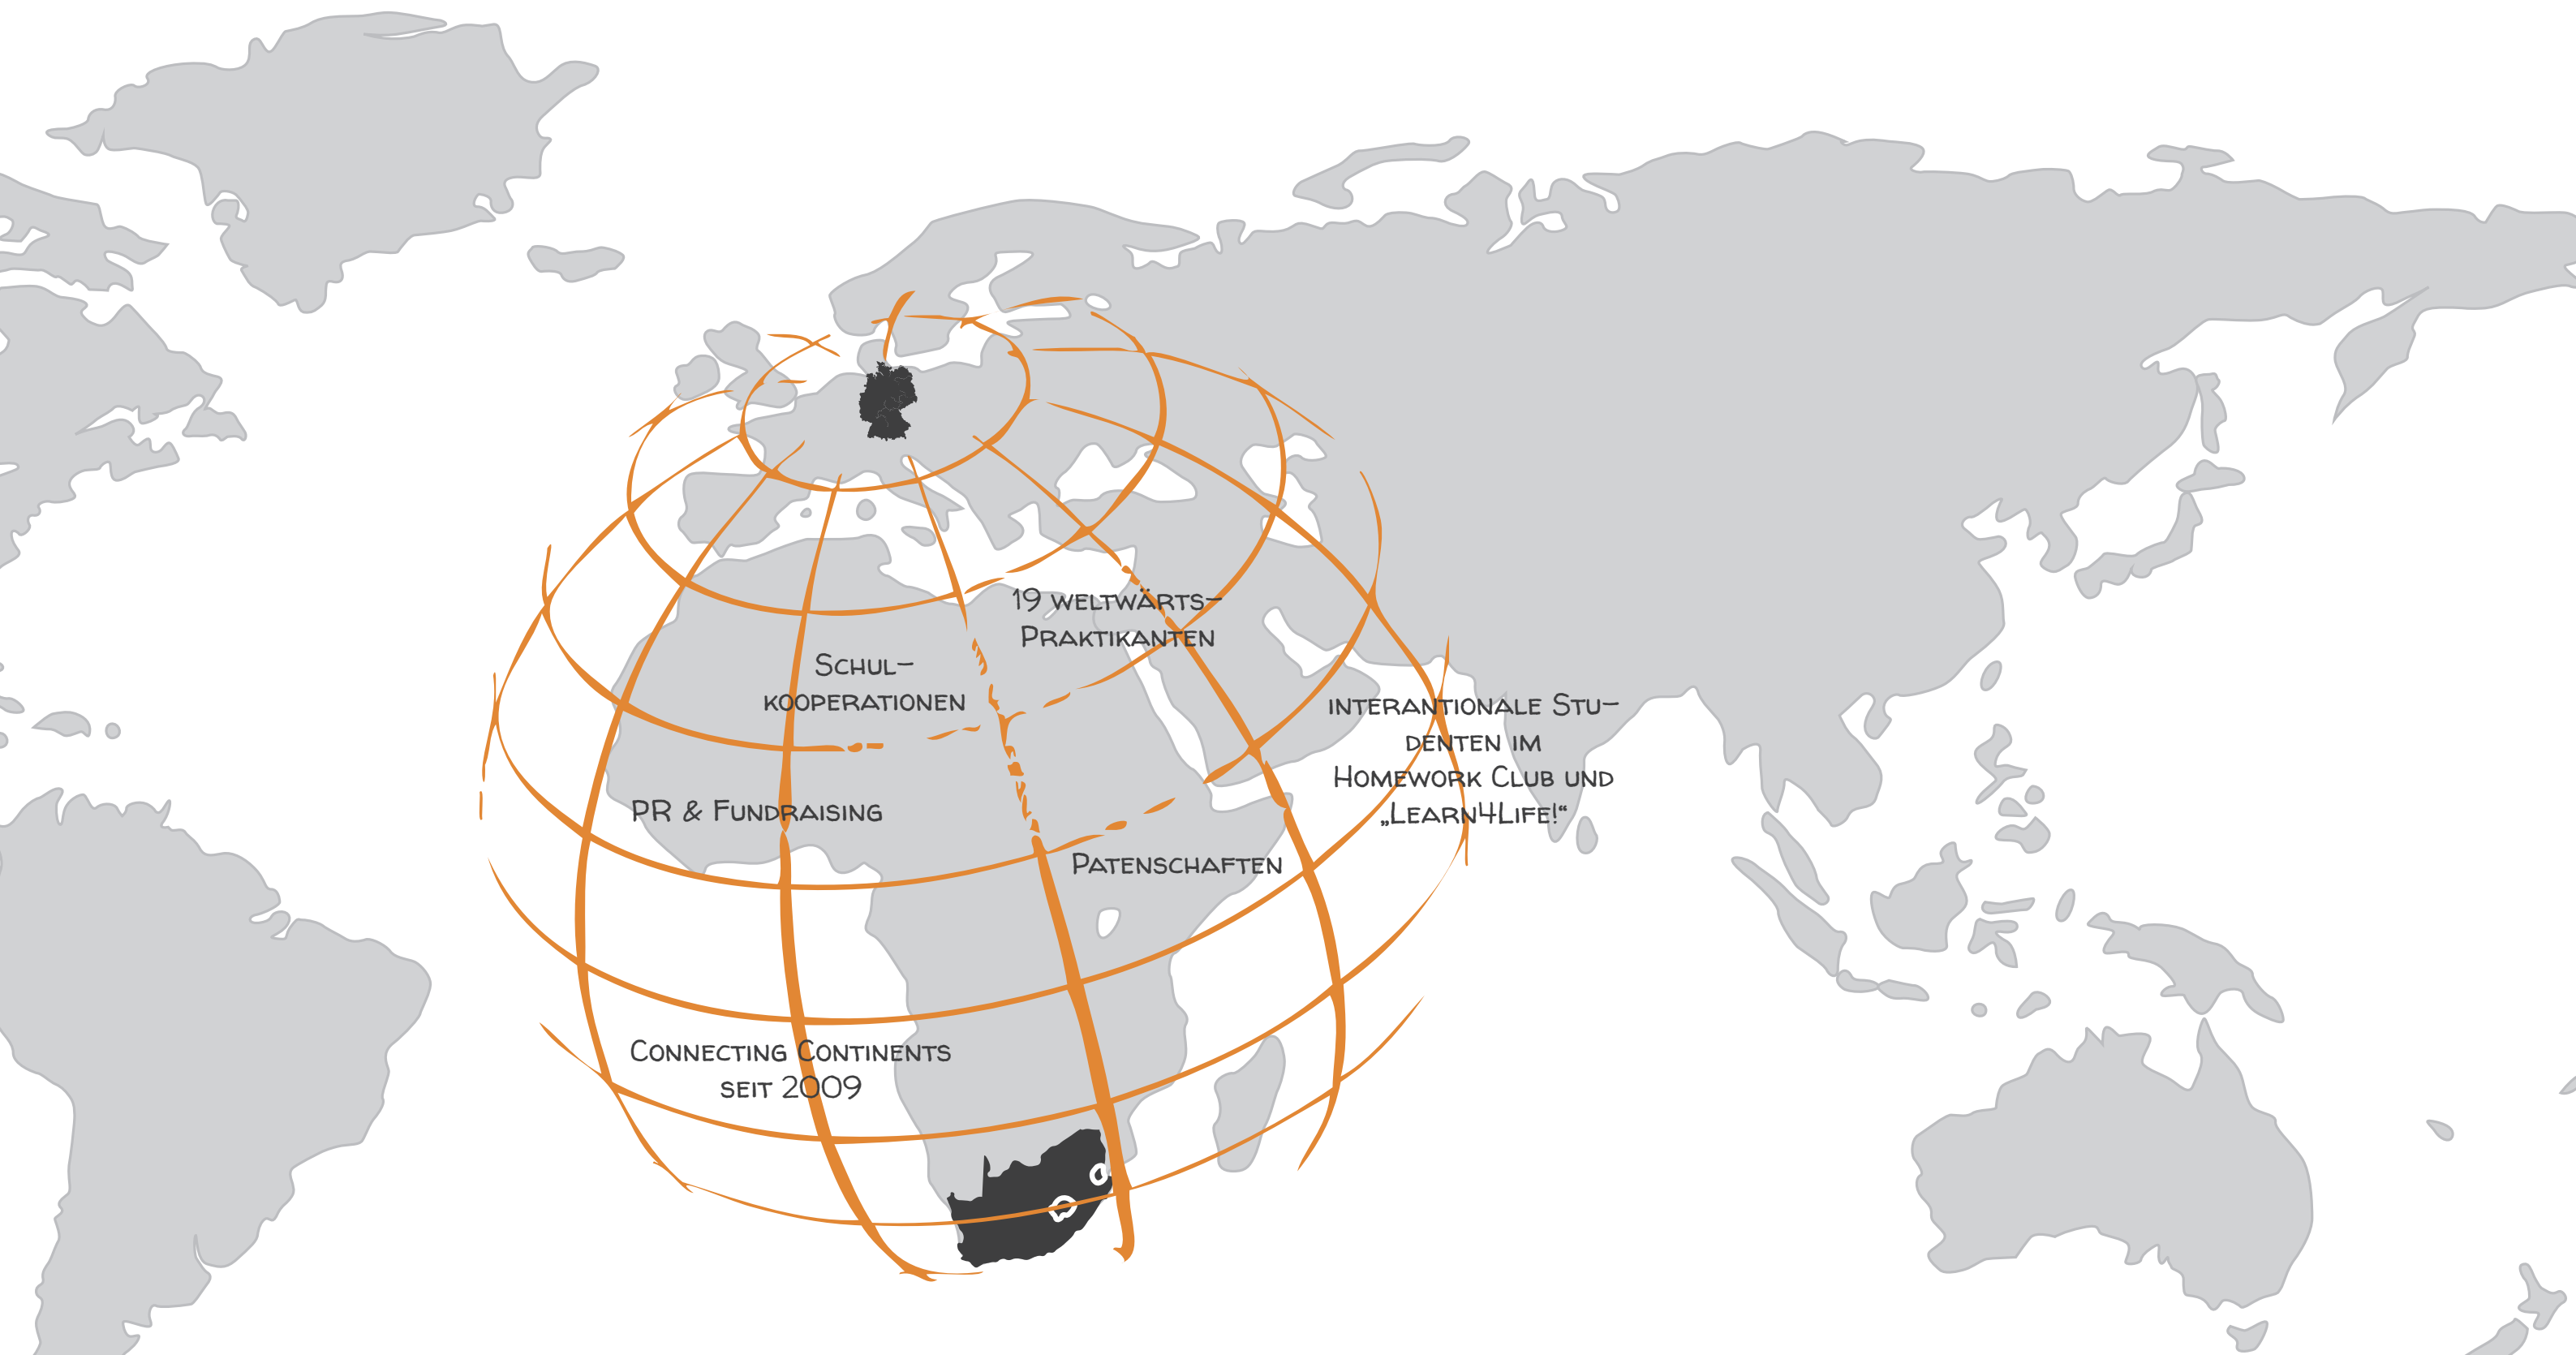 19 weltwärts-
Praktikanten
Schul-
kooperationen
interantionale Stu-
denten im
Homework Club und
„Learn4Life!“
PR & Fundraising
Patenschaften
Connecting Continents
seit 2009